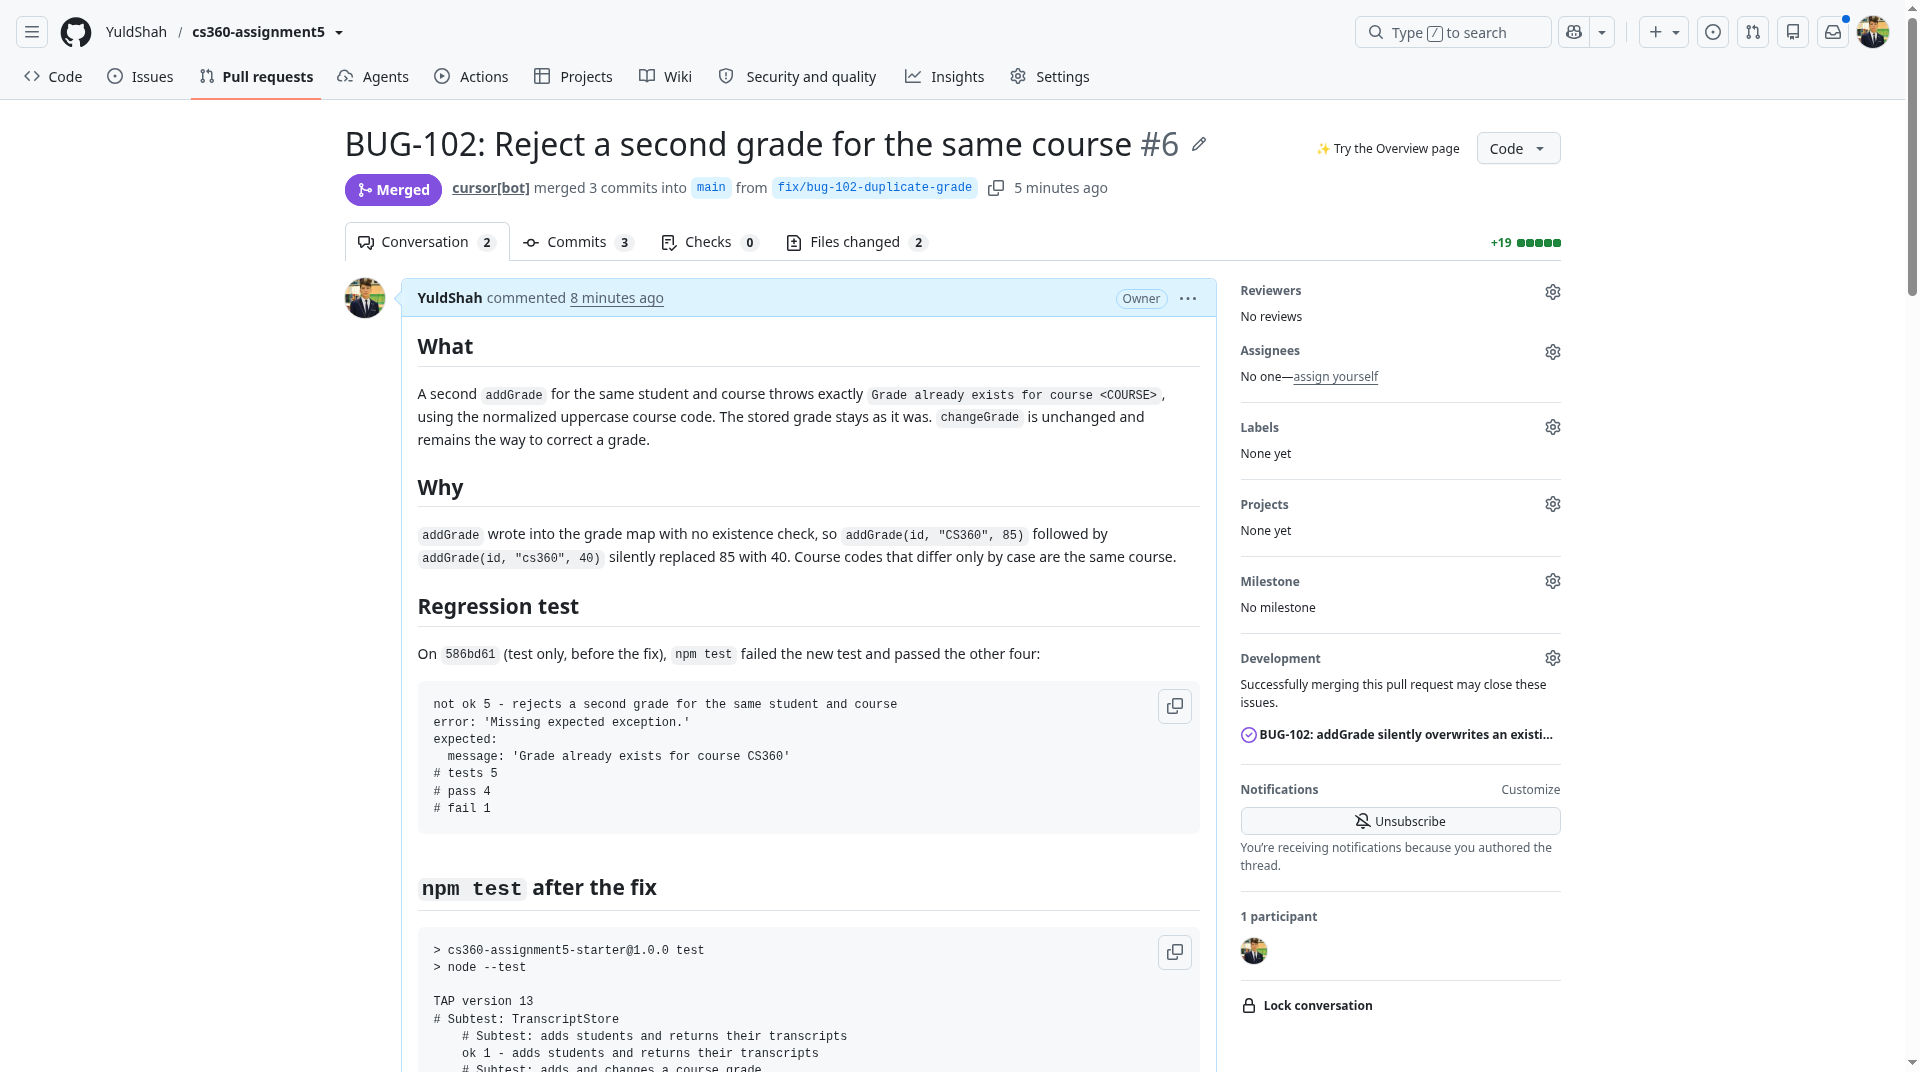 YuldShah / cs360-assignment5
Type / to search
Code
Issues
Pull requests
Agents
Actions
Projects
Wiki
Security and quality
Insights
Settings
BUG-102: Reject a second grade for the same course #6
✨ Try the Overview page
Code
Merged
cursor[bot] merged 3 commits into main from fix/bug-102-duplicate-grade 5 minutes ago
Conversation 2
Commits 3
Checks 0
Files changed 2
+19
YuldShah commented 8 minutes ago
Owner
What
A second addGrade for the same student and course throws exactly Grade already exists for course <COURSE>,
using the normalized uppercase course code. The stored grade stays as it was. changeGrade is unchanged and
remains the way to correct a grade.
Why
addGrade wrote into the grade map with no existence check, so addGrade(id, "CS360", 85) followed by
addGrade(id, "cs360", 40) silently replaced 85 with 40. Course codes that differ only by case are the same course.
Regression test
On 586bd61 (test only, before the fix), npm test failed the new test and passed the other four:
not ok 5 - rejects a second grade for the same student and course
error: 'Missing expected exception.'
expected:
  message: 'Grade already exists for course CS360'
# tests 5
# pass 4
# fail 1
npm test after the fix
> cs360-assignment5-starter@1.0.0 test
> node --test
TAP version 13
# Subtest: TranscriptStore
    # Subtest: adds students and returns their transcripts
    ok 1 - adds students and returns their transcripts
    # Subtest: adds and changes a course grade
Reviewers
No reviews
Assignees
No one—assign yourself
Labels
None yet
Projects
None yet
Milestone
No milestone
Development
Successfully merging this pull request may close these
issues.
BUG-102: addGrade silently overwrites an existi...
Notifications
Customize
Unsubscribe
You're receiving notifications because you authored the
thread.
1 participant
Lock conversation